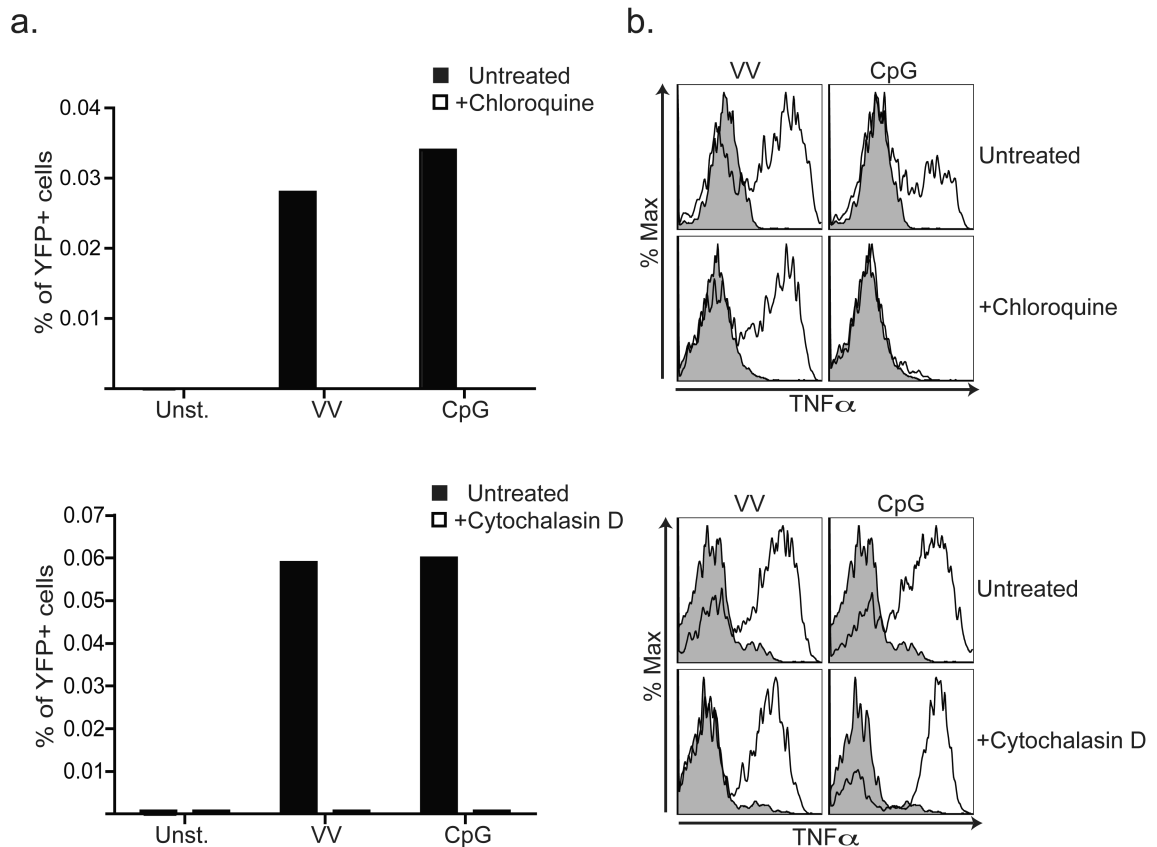 a.
Untreated
+Chloroquine
% of YFP+ cells
0.04
0.03
0.02
0.01
Unst.
VV
CpG
b.
VV
CpG
Untreated
+Chloroquine
% Max
TNFα
Untreated
+Cytochalasin D
% of YFP+ cells
0.07
0.06
0.05
0.04
0.03
0.02
0.01
Unst.
VV
CpG
VV
CpG
Untreated
+Cytochalasin D
% Max
TNFα